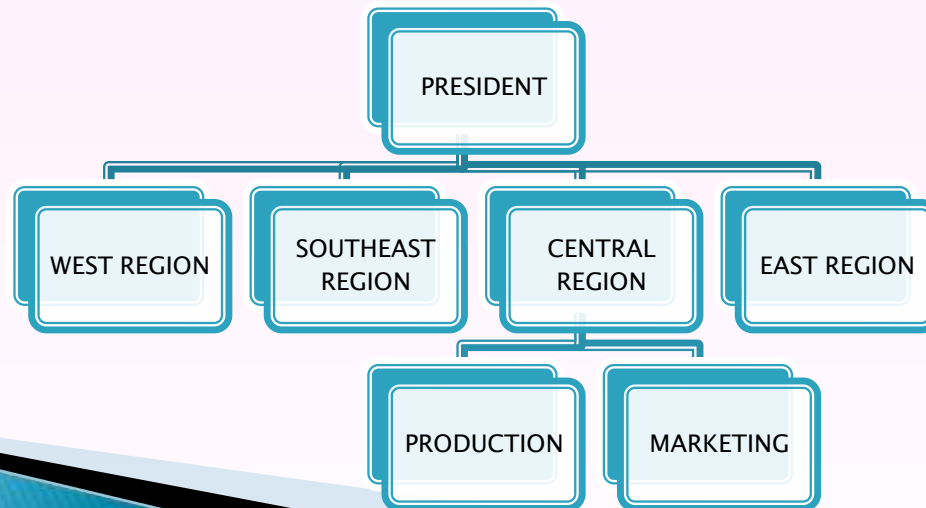 PRESIDENT
WEST REGION
SOUTHEAST
REGION
CENTRAL
REGION
EAST REGION
PRODUCTION
MARKETING